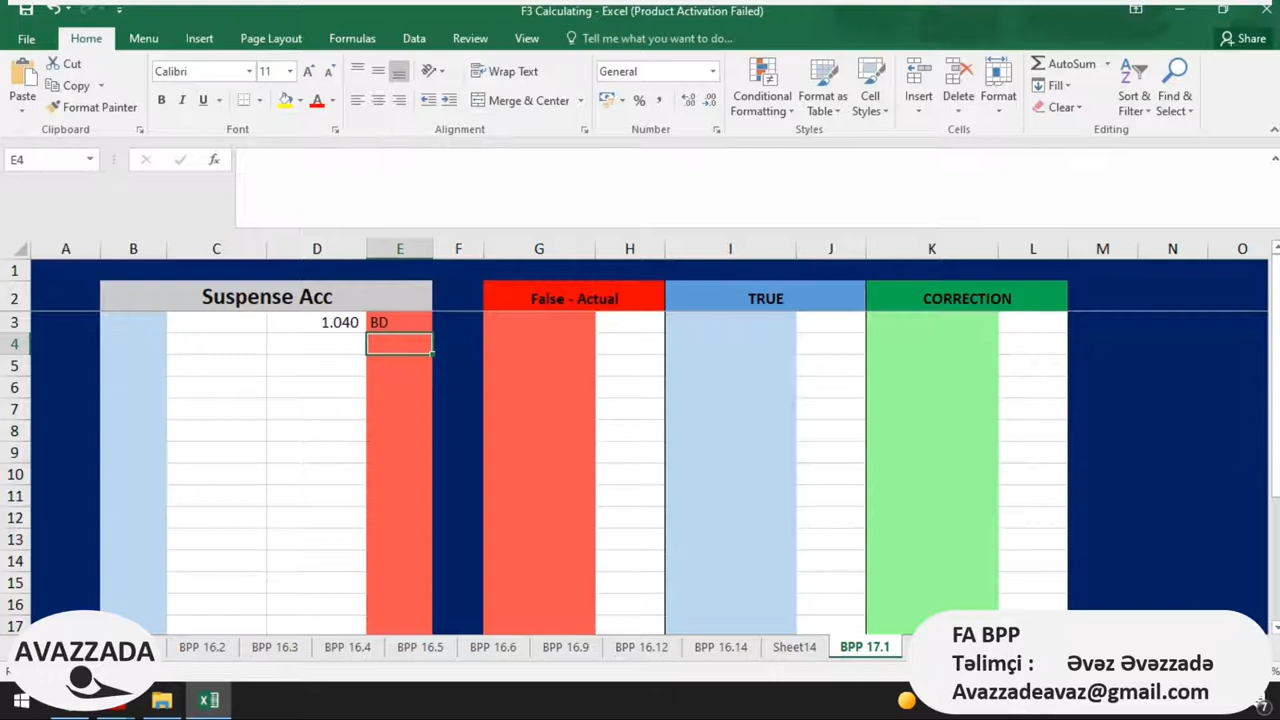 F3 Calculating - Excel (Product Activation Failed)
File Home Menu Insert Page Layout Formulas Data Review View Tell me what you want to do... Share
Paste
Cut
Copy
Format Painter
Clipboard
Calibri 11
B I U
Font
Wrap Text
Merge & Center
Alignment
General
%
Number
Conditional Formatting
Format as Table
Cell Styles
Styles
Insert
Delete
Format
Cells
AutoSum
Fill
Clear
Sort & Filter
Find & Select
Editing
E4
fx
A B C D E F G H I J K L M N O
1
2 Suspense Acc False - Actual TRUE CORRECTION
3 1.040 BD
4
5
6
7
8
9
10
11
12
13
14
15
16
17
BPP 16.2 BPP 16.3 BPP 16.4 BPP 16.5 BPP 16.6 BPP 16.9 BPP 16.12 BPP 16.14 Sheet14 BPP 17.1
AVAZZADA
FA BPP
Təlimçi : Əvəz Əvəzzadə
Avazzadeavaz@gmail.com